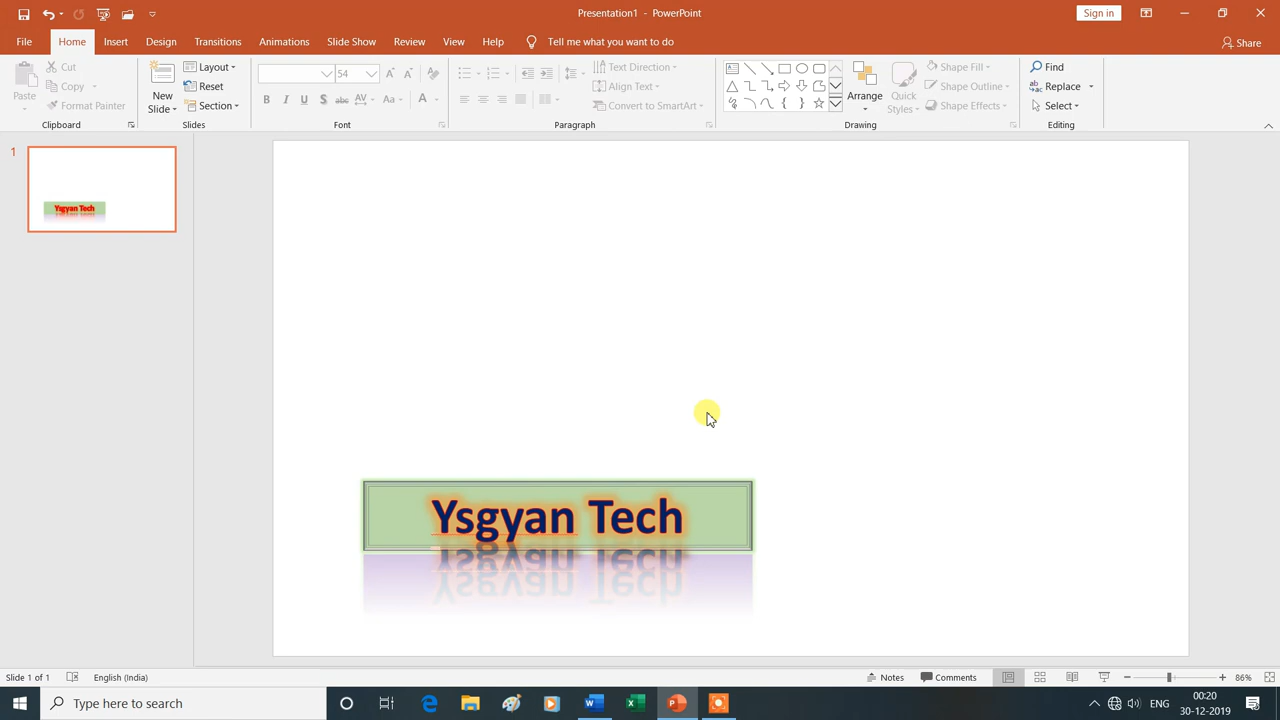 Presentation1 - PowerPoint
Sign in
File Home Insert Design Transitions Animations Slide Show Review View Help Tell me what you want to do
Share
Paste
Cut
Copy
Format Painter
Clipboard
New Slide
Layout
Reset
Section
Slides
54
B I U S abc AV Aa A
Font
Text Direction
Align Text
Convert to SmartArt
Paragraph
Arrange
Quick Styles
Shape Fill
Shape Outline
Shape Effects
Drawing
Find
Replace
Select
Editing
1
Ysgyan Tech
Ysgyan Tech
Slide 1 of 1
English (India)
Notes
Comments
86%
Type here to search
ENG
00:20
30-12-2019